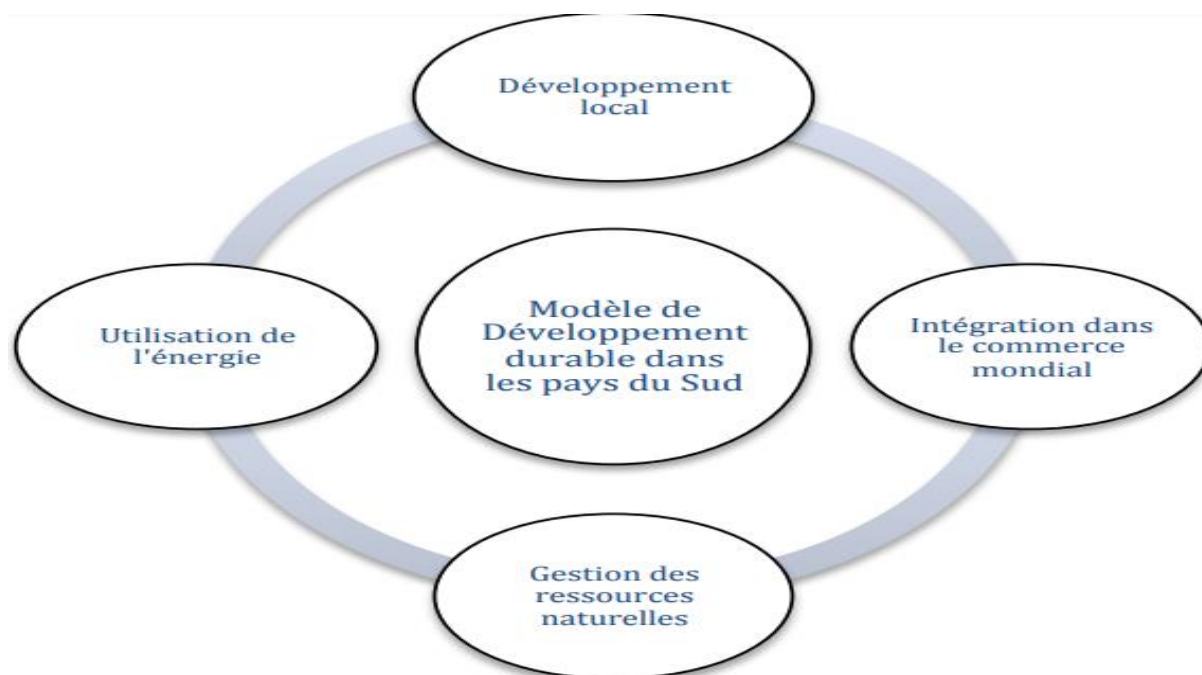 Développement
local
Utilisation de
l'énergie
Modèle de
Développement
durable dans
les pays du Sud
Intégration dans
le commerce
mondial
Gestion des
ressources
naturelles